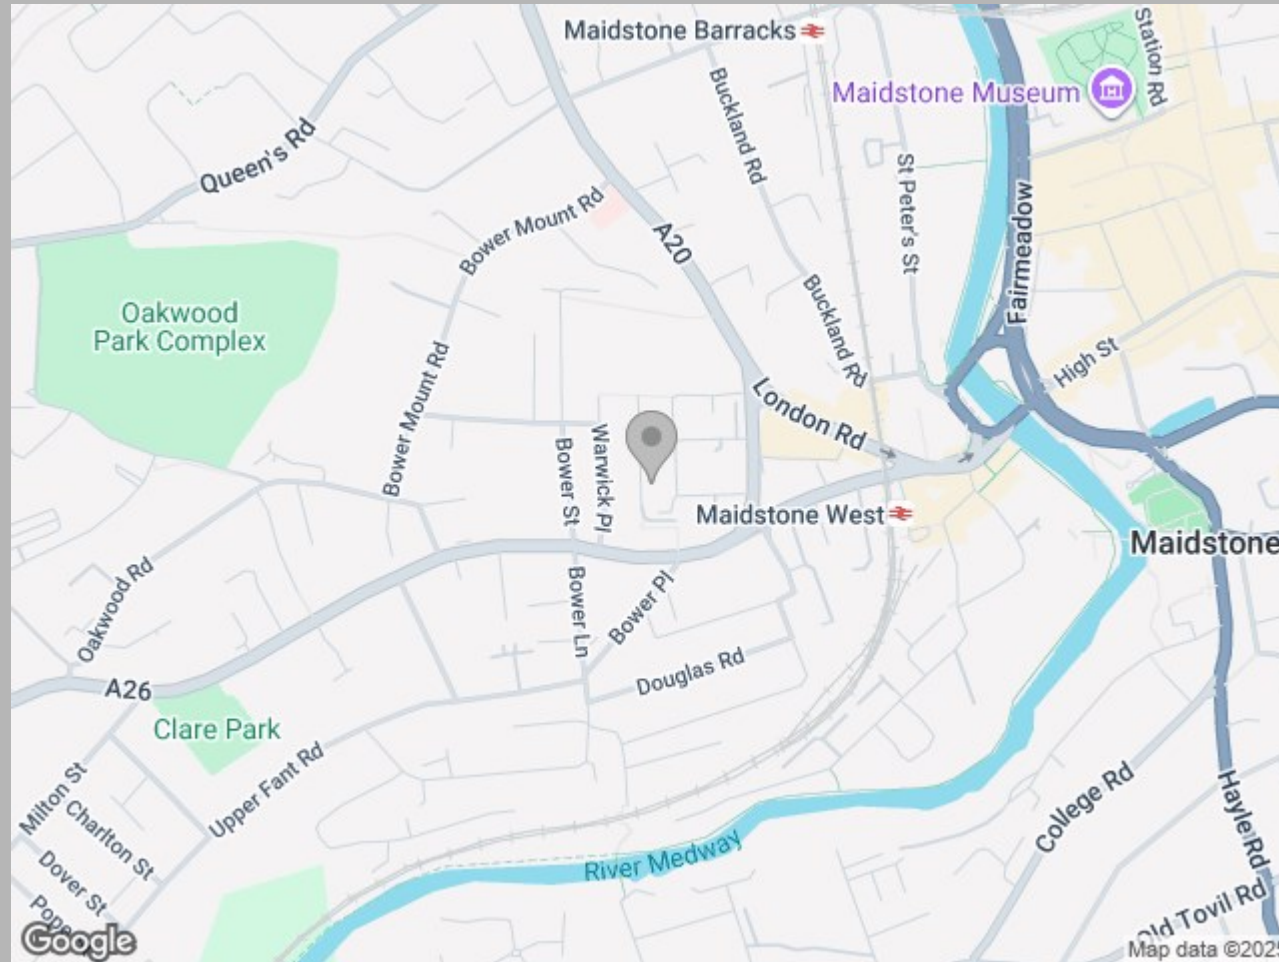 Maidstone Barracks
Station Rd
Maidstone Museum
Buckland Rd
Queen's Rd
St Peter's St
Bower Mount Rd
A20
Fairmeadow
Oakwood
Park Complex
Buckland Rd
High St
Bower Mount Rd
London Rd
Warwick Pl
Bower St
Maidstone West
Maidstone
Oakwood Rd
Bower Ln
Bower Pl
Douglas Rd
A26
Clare Park
Upper Fant Rd
Milton St
Charlton St
College Rd
Hayle Rd
River Medway
Dover St
Pope
Old Tovil Rd
Google
Map data ©2025